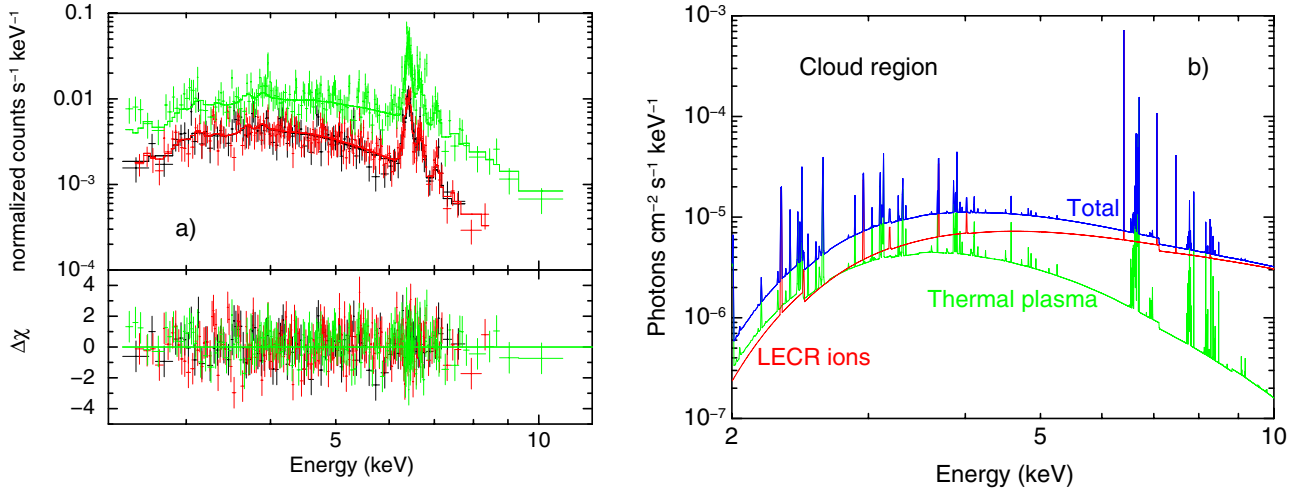 normalized counts s⁻¹ keV⁻¹
0.1
0.01
10⁻³
10⁻⁴
a)
Δχ
4
2
0
−2
−4
5
10
Energy (keV)
Photons cm⁻² s⁻¹ keV⁻¹
10⁻³
10⁻⁴
10⁻⁵
10⁻⁶
10⁻⁷
Cloud region
b)
Total
Thermal plasma
LECR ions
2
5
10
Energy (keV)